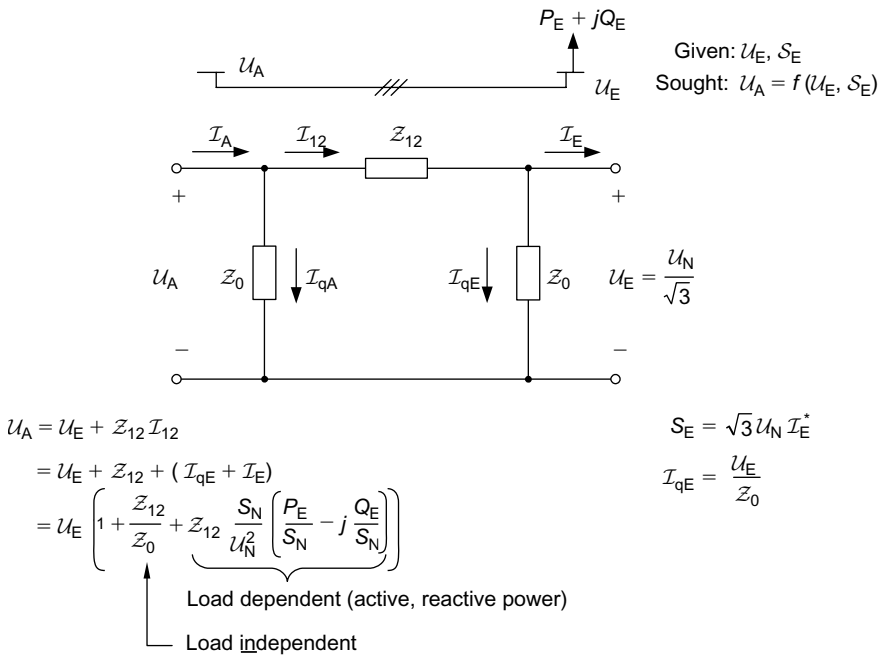 P_E + jQ_E
𝒰_A
𝒰_E
Given: 𝒰_E, 𝒮_E
Sought: 𝒰_A = f (𝒰_E, 𝒮_E)
ℐ_A
ℐ_12
𝒵_12
ℐ_E
+
+
𝒰_A
𝒵_0
ℐ_qA
ℐ_qE
𝒵_0
𝒰_E = 𝒰_N / √3
−
−
𝒰_A = 𝒰_E + 𝒵_12 ℐ_12
= 𝒰_E + 𝒵_12 + ( ℐ_qE + ℐ_E)
= 𝒰_E (1 + 𝒵_12 / 𝒵_0 + 𝒵_12 S_N / 𝒰_N^2 (P_E / S_N − j Q_E / S_N))
S_E = √3 𝒰_N ℐ_E^*
ℐ_qE = 𝒰_E / 𝒵_0
Load dependent (active, reactive power)
Load independent